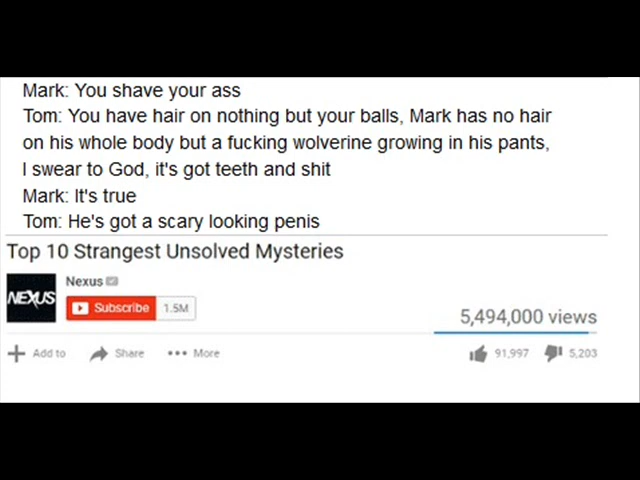 Mark: You shave your ass
Tom: You have hair on nothing but your balls, Mark has no hair
on his whole body but a fucking wolverine growing in his pants,
I swear to God, it's got teeth and shit
Mark: It's true
Tom: He's got a scary looking penis
Top 10 Strangest Unsolved Mysteries
NEXUS
Nexus
Subscribe 1.5M
5,494,000 views
Add to Share More 91,997 5,203